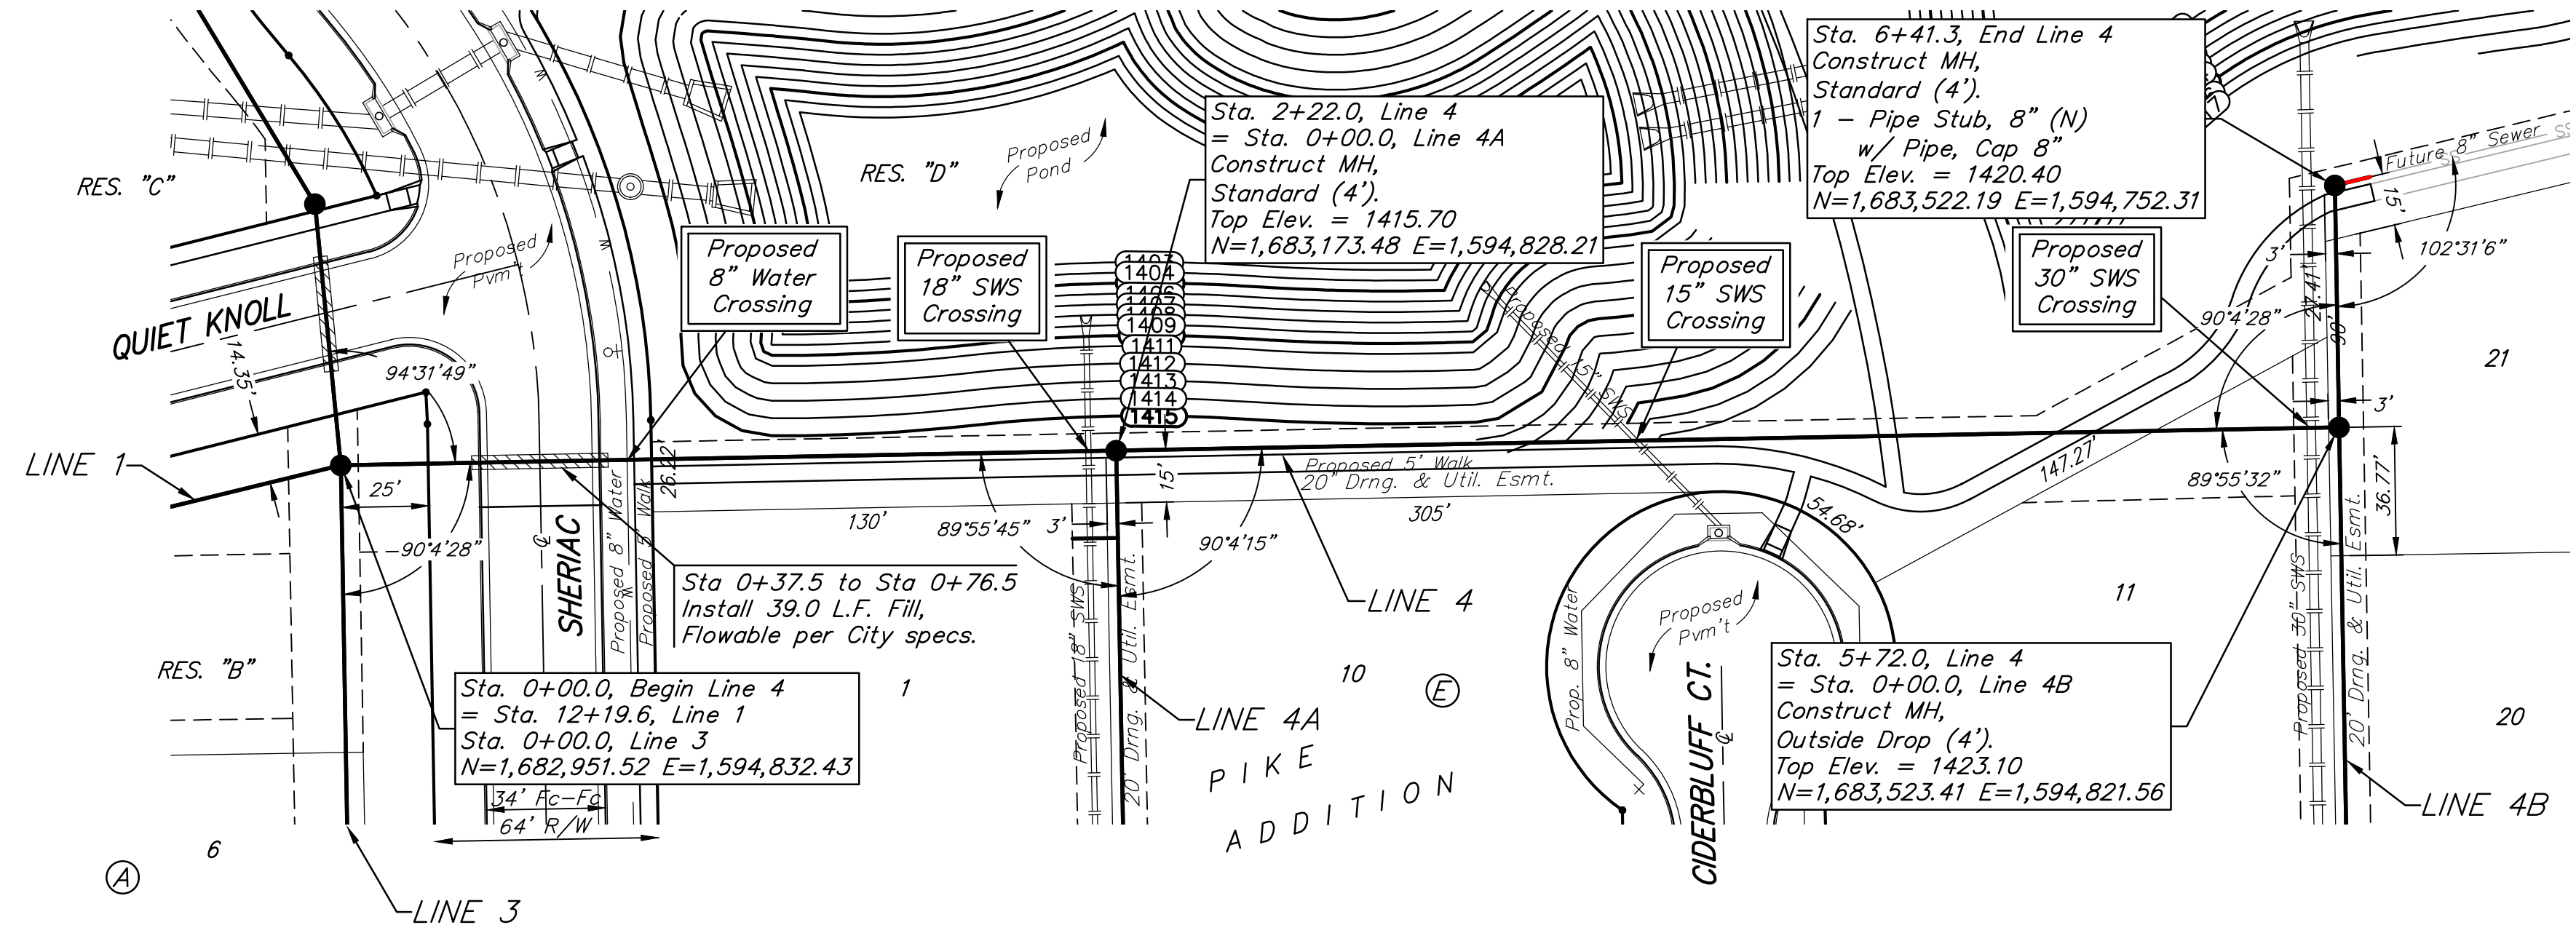 Sta. 6+41.3, End Line 4
Construct MH,
Standard (4').
1 - Pipe Stub, 8" (N)
w/ Pipe, Cap 8"
Top Elev. = 1420.40
N=1,683,522.19 E=1,594,752.31
Sta. 2+22.0, Line 4
= Sta. 0+00.0, Line 4A
Construct MH,
Standard (4').
Top Elev. = 1415.70
N=1,683,173.48 E=1,594,828.21
RES. "C"
RES. "D"
Proposed
Pond
Future 8" Sewer
SS
SS
15'
102°31'6"
Proposed
Pvm't
Proposed
8" Water
Crossing
Proposed
18" SWS
Crossing
Proposed
15" SWS
Crossing
Proposed
30" SWS
Crossing
3'
27.41'
90'
90°4'28"
1404
1409
1411
1412
1413
1414
1415
QUIET KNOLL
14.35'
94°31'49"
21
3'
LINE 1
25'
26.22'
15'
Proposed 5' Walk
20' Drng. & Util. Esmt.
147.27'
89°55'32"
36.77'
130'
89°55'45"
3'
305'
54.68'
90°4'28"
90°4'15"
SHERIAC
℄
Proposed 8" Water
Proposed 5' Walk
W
W
W
Sta 0+37.5 to Sta 0+76.5
Install 39.0 L.F. Fill,
Flowable per City specs.
Proposed 18" SWS
20' Drng. & Util. Esmt.
LINE 4
Prop. 8" Water
Proposed
Pvm't
11
Proposed 30" SWS
20' Drng. & Util. Esmt.
RES. "B"
Sta. 0+00.0, Begin Line 4
= Sta. 12+19.6, Line 1
Sta. 0+00.0, Line 3
N=1,682,951.52 E=1,594,832.43
1
10
E
CIDERBLUFF CT.
℄
Sta. 5+72.0, Line 4
= Sta. 0+00.0, Line 4B
Construct MH,
Outside Drop (4').
Top Elev. = 1423.10
N=1,683,523.41 E=1,594,821.56
20
LINE 4A
PIKE
ADDITION
34' Fc-Fc
64' R/W
LINE 4B
6
A
LINE 3